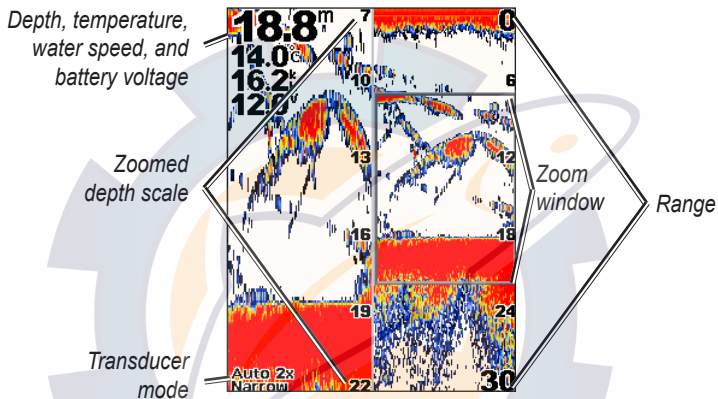 Depth, temperature,
water speed, and
battery voltage
18.8m
14.0°C
16.2k
12.0v
7
10
13
16
19
22
Auto 2x
Narrow
0
6
12
18
24
30
Zoomed
depth scale
Zoom
window
Range
Transducer
mode